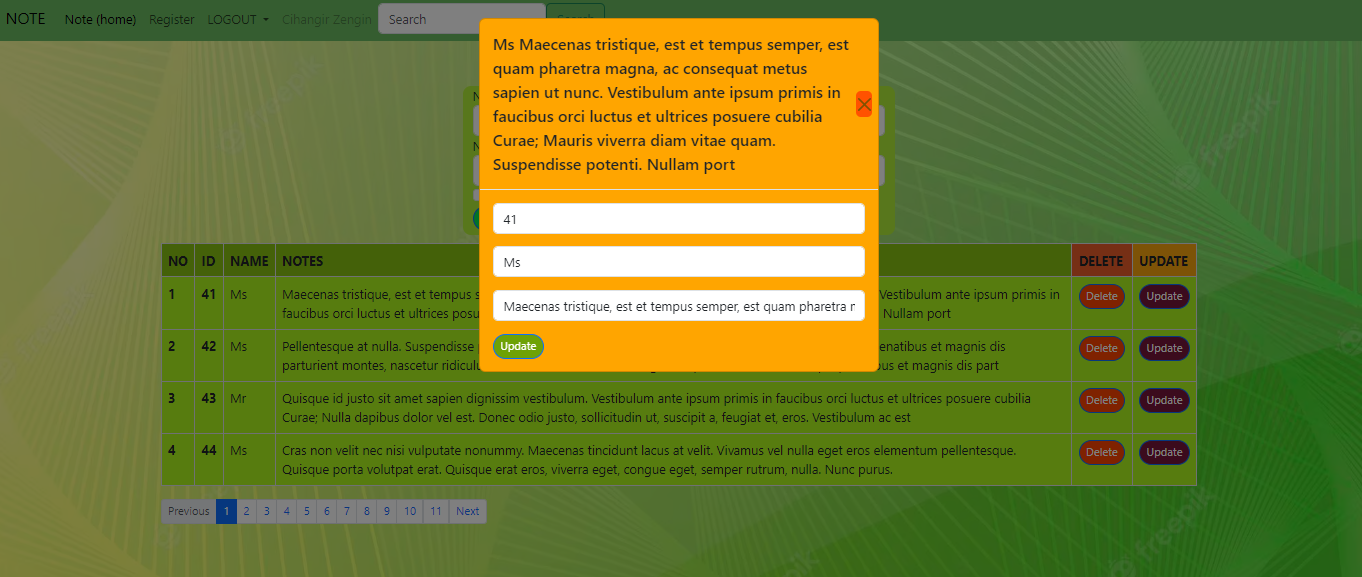 NOTE Note (home) Register LOGOUT Cihangir Zengin Search Search
Ms Maecenas tristique, est et tempus semper, est
quam pharetra magna, ac consequat metus
sapien ut nunc. Vestibulum ante ipsum primis in
faucibus orci luctus et ultrices posuere cubilia
Curae; Mauris viverra diam vitae quam.
Suspendisse potenti. Nullam port
41
Ms
Maecenas tristique, est et tempus semper, est quam pharetra
Update
NO ID NAME NOTES DELETE UPDATE
1 41 Ms Maecenas tristique, est et tempus Vestibulum ante ipsum primis in Delete Update
faucibus orci luctus et ultrices Nullam port
2 42 Ms Pellentesque at nulla. Suspendisse et magnis dis Delete Update
parturient montes, nascetur et magnis dis part
3 43 Mr Quisque id justo sit amet sapien dignissim vestibulum. Vestibulum ante ipsum primis in faucibus orci luctus et ultrices posuere cubilia Delete Update
Curae; Nulla dapibus dolor vel est. Donec odio justo, sollicitudin ut, suscipit a, feugiat et, eros. Vestibulum ac est
4 44 Ms Cras non velit nec nisi vulputate nonummy. Maecenas tincidunt lacus at velit. Vivamus vel nulla eget eros elementum pellentesque. Delete Update
Quisque porta volutpat erat. Quisque erat eros, viverra eget, congue eget, semper rutrum, nulla. Nunc purus.
Previous 1 2 3 4 5 6 7 8 9 10 11 Next
freepik
freepik
freepik
freepik